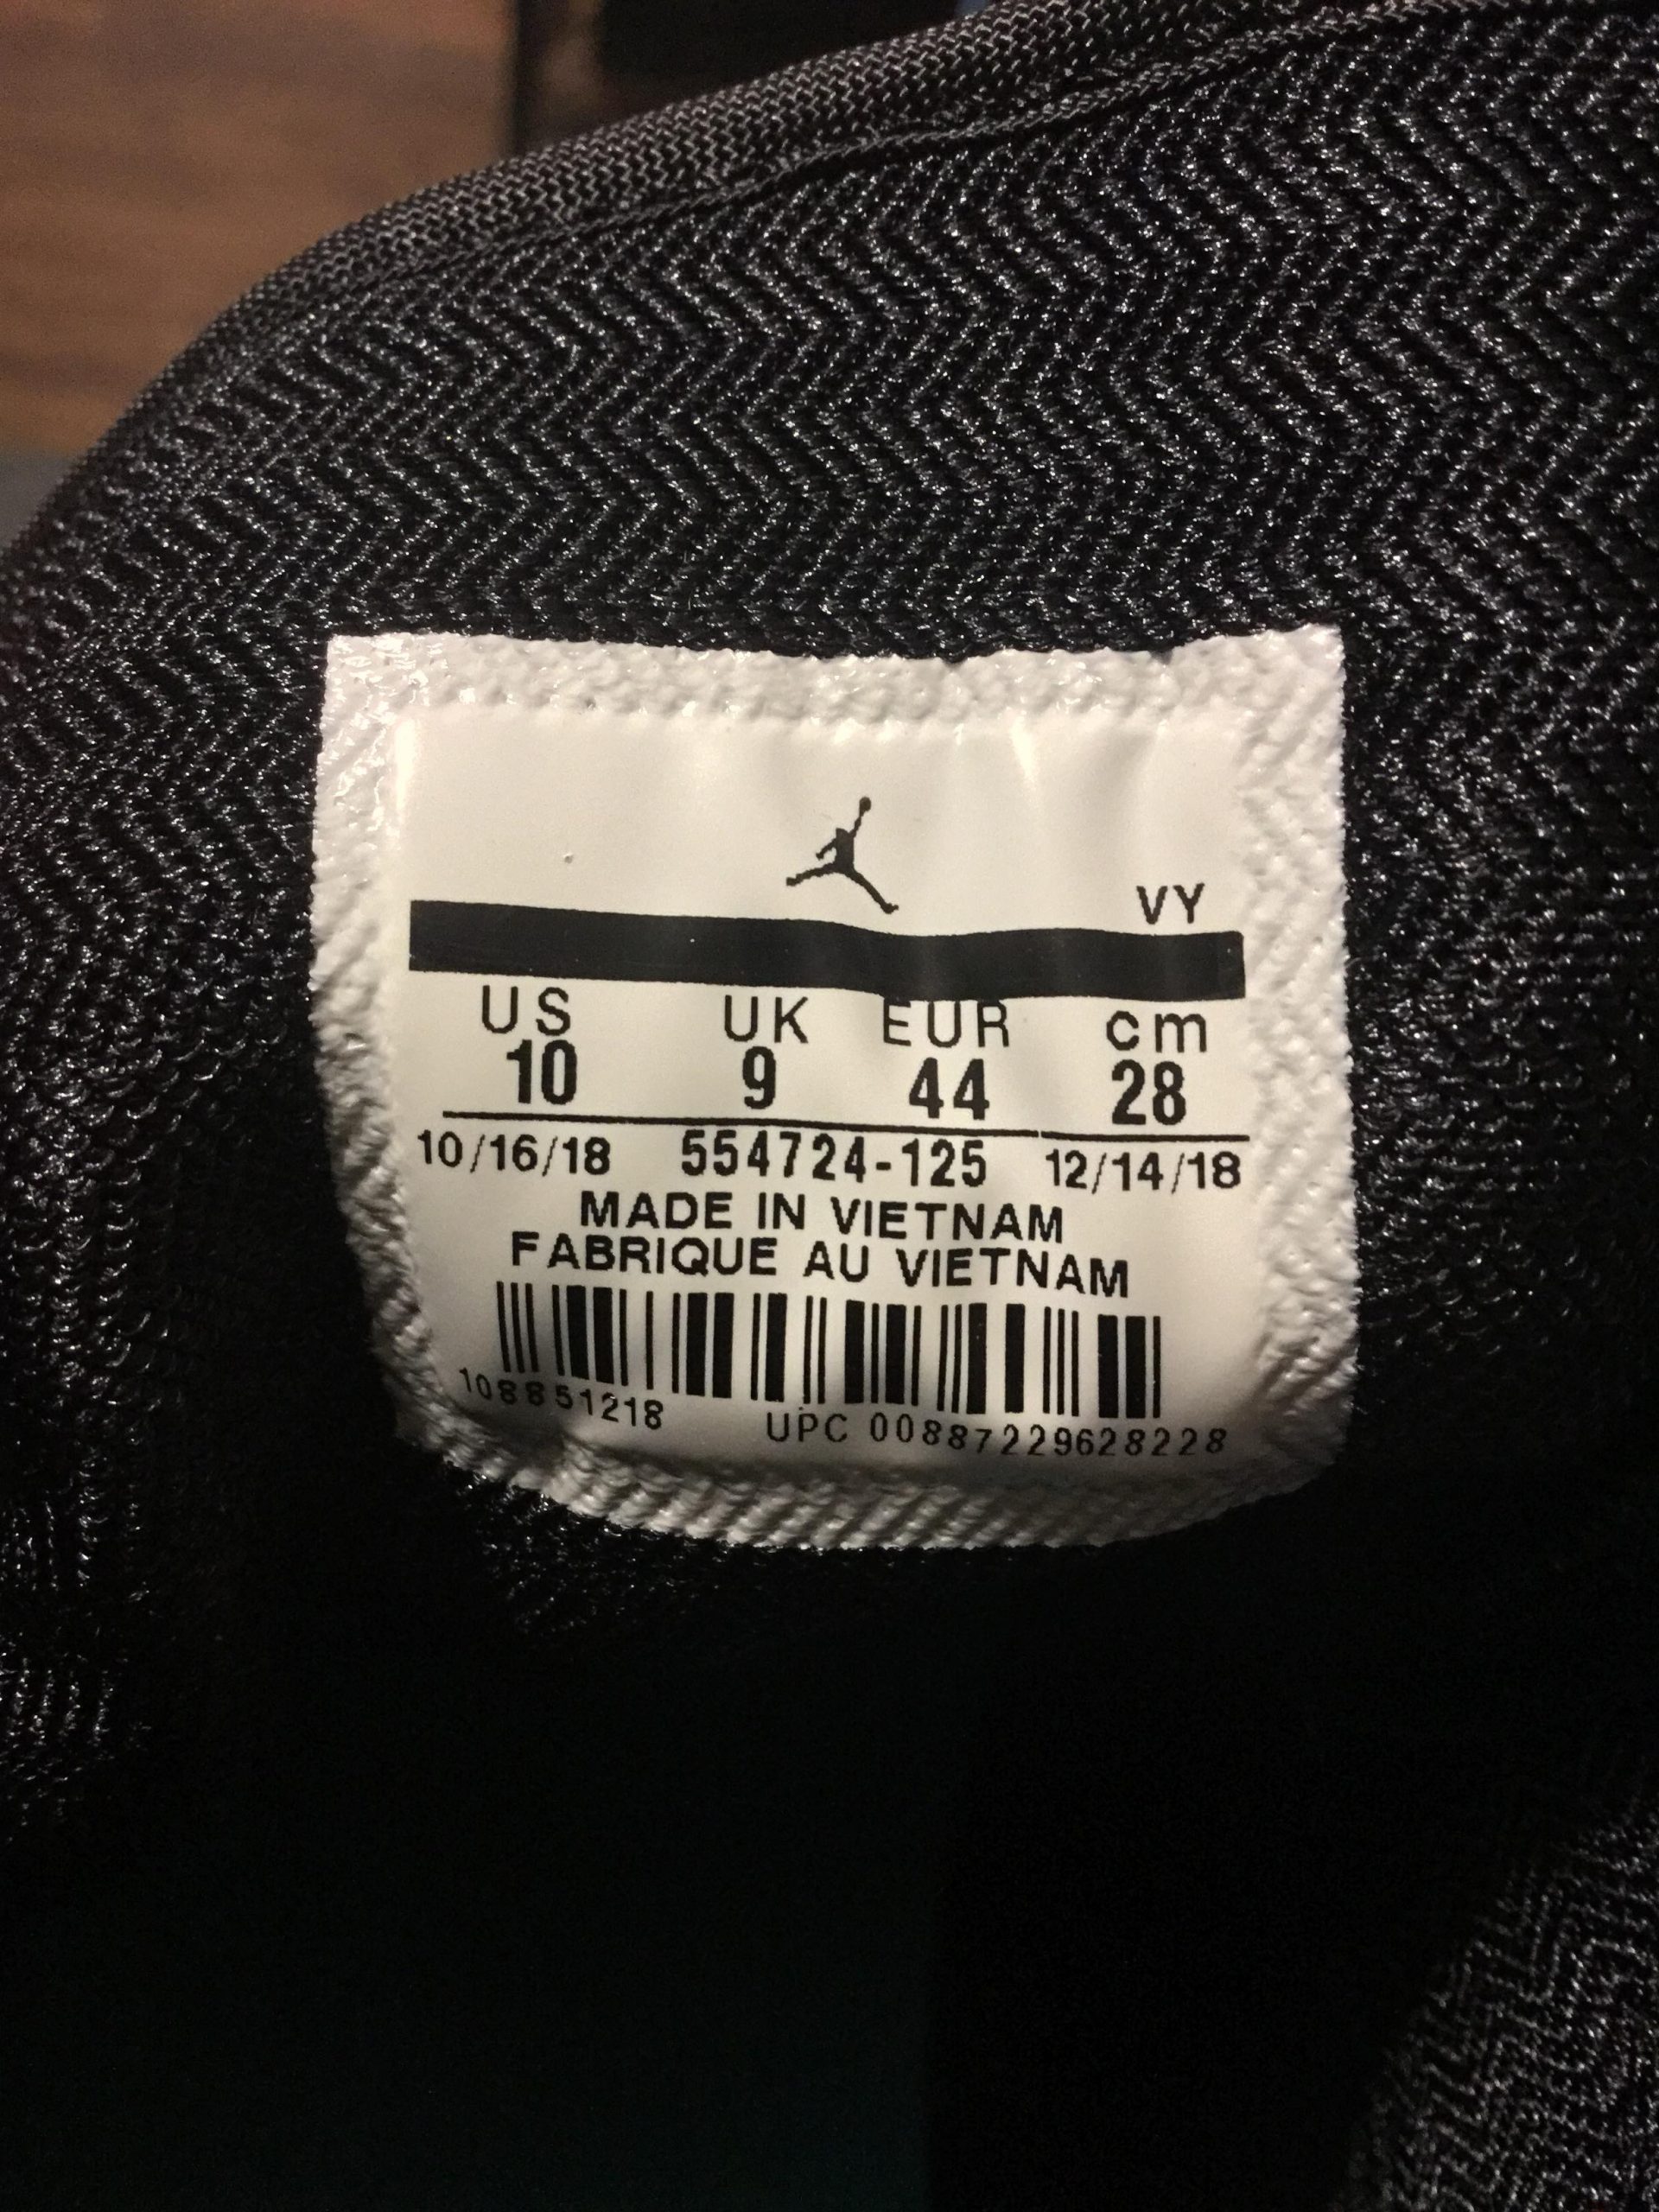 VY
US UK EUR cm
10 9 44 28
10/16/18 554724-125 12/14/18
MADE IN VIETNAM
FABRIQUE AU VIETNAM
108851218 UPC 00887229628228